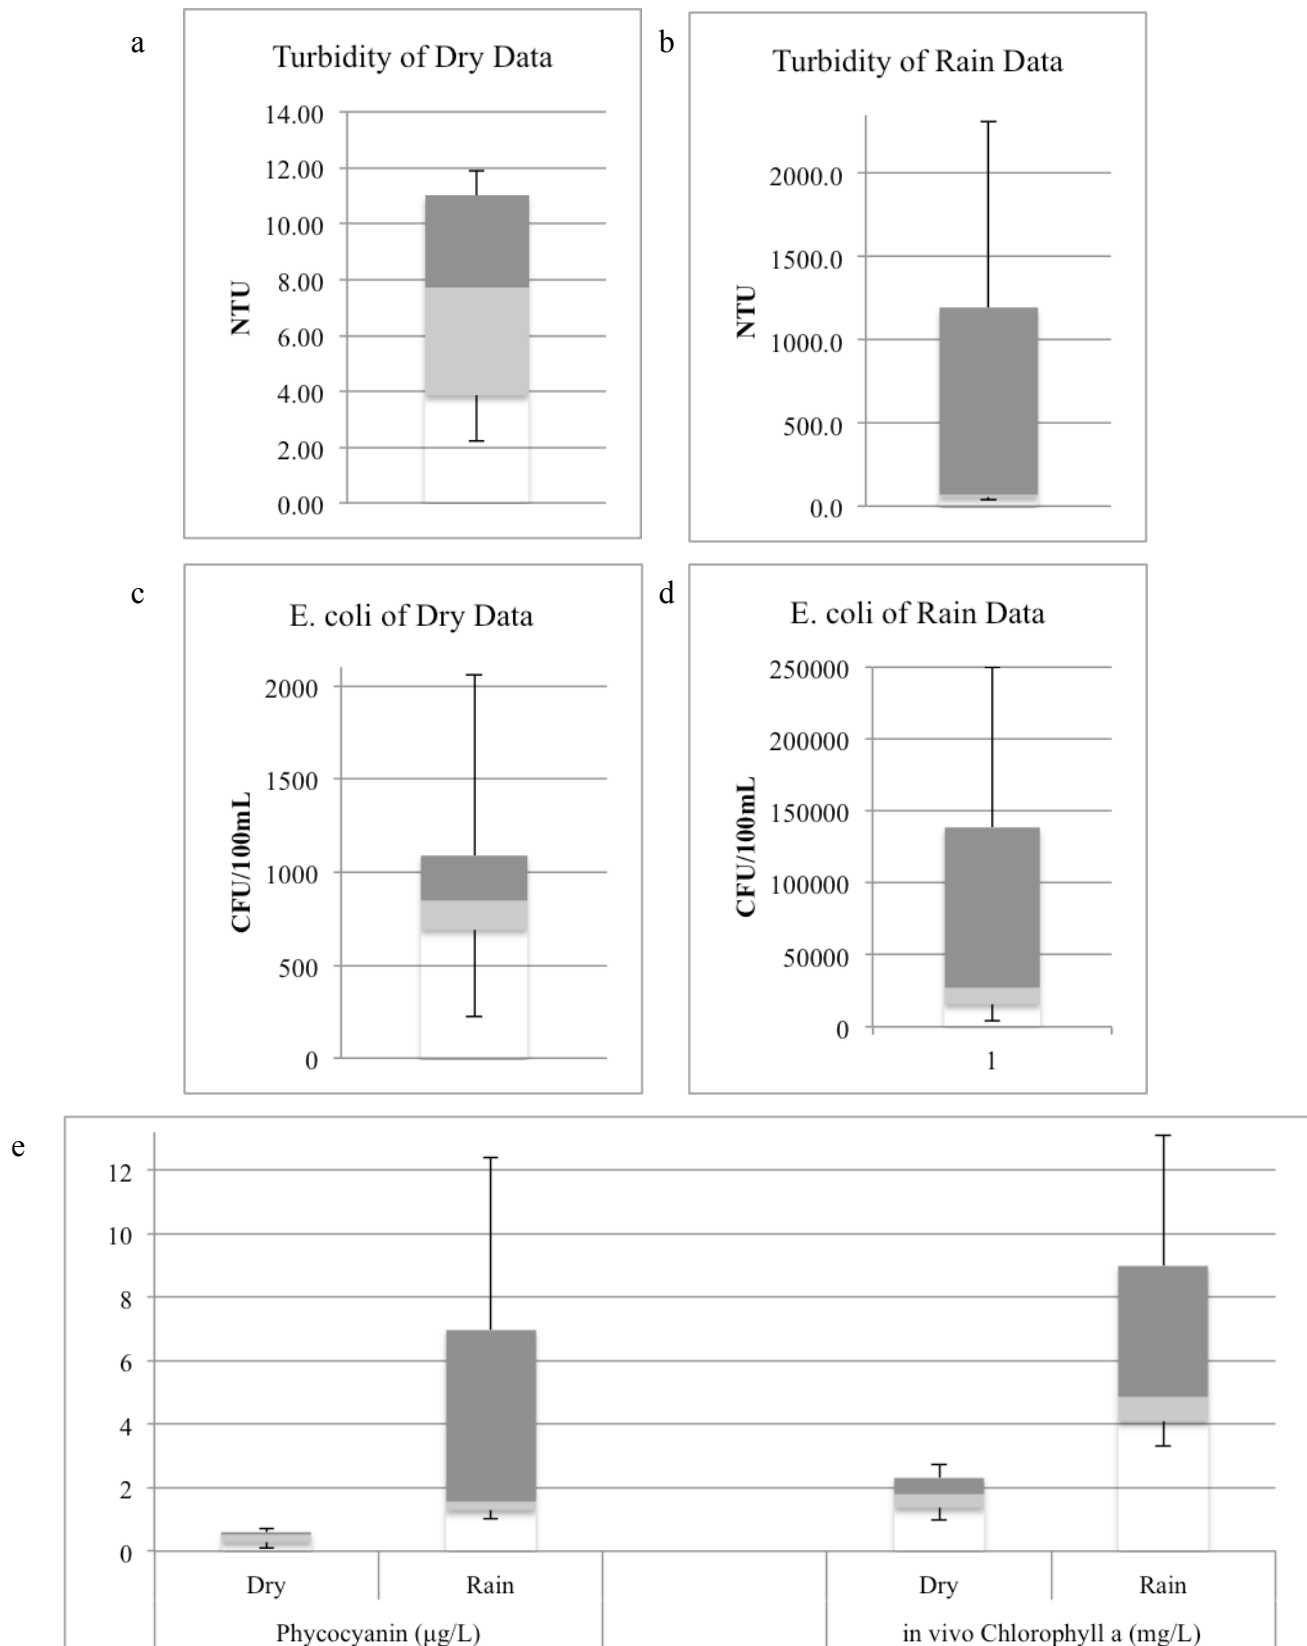 a
Turbidity of Dry Data
14.00
12.00
10.00
8.00
6.00
4.00
2.00
0.00
NTU
b
Turbidity of Rain Data
2000.0
1500.0
1000.0
500.0
0.0
NTU
c
E. coli of Dry Data
2000
1500
1000
500
0
CFU/100mL
d
E. coli of Rain Data
250000
200000
150000
100000
50000
0
CFU/100mL
1
e
12
10
8
6
4
2
0
Dry Rain Dry Rain
Phycocyanin (µg/L) in vivo Chlorophyll a (mg/L)